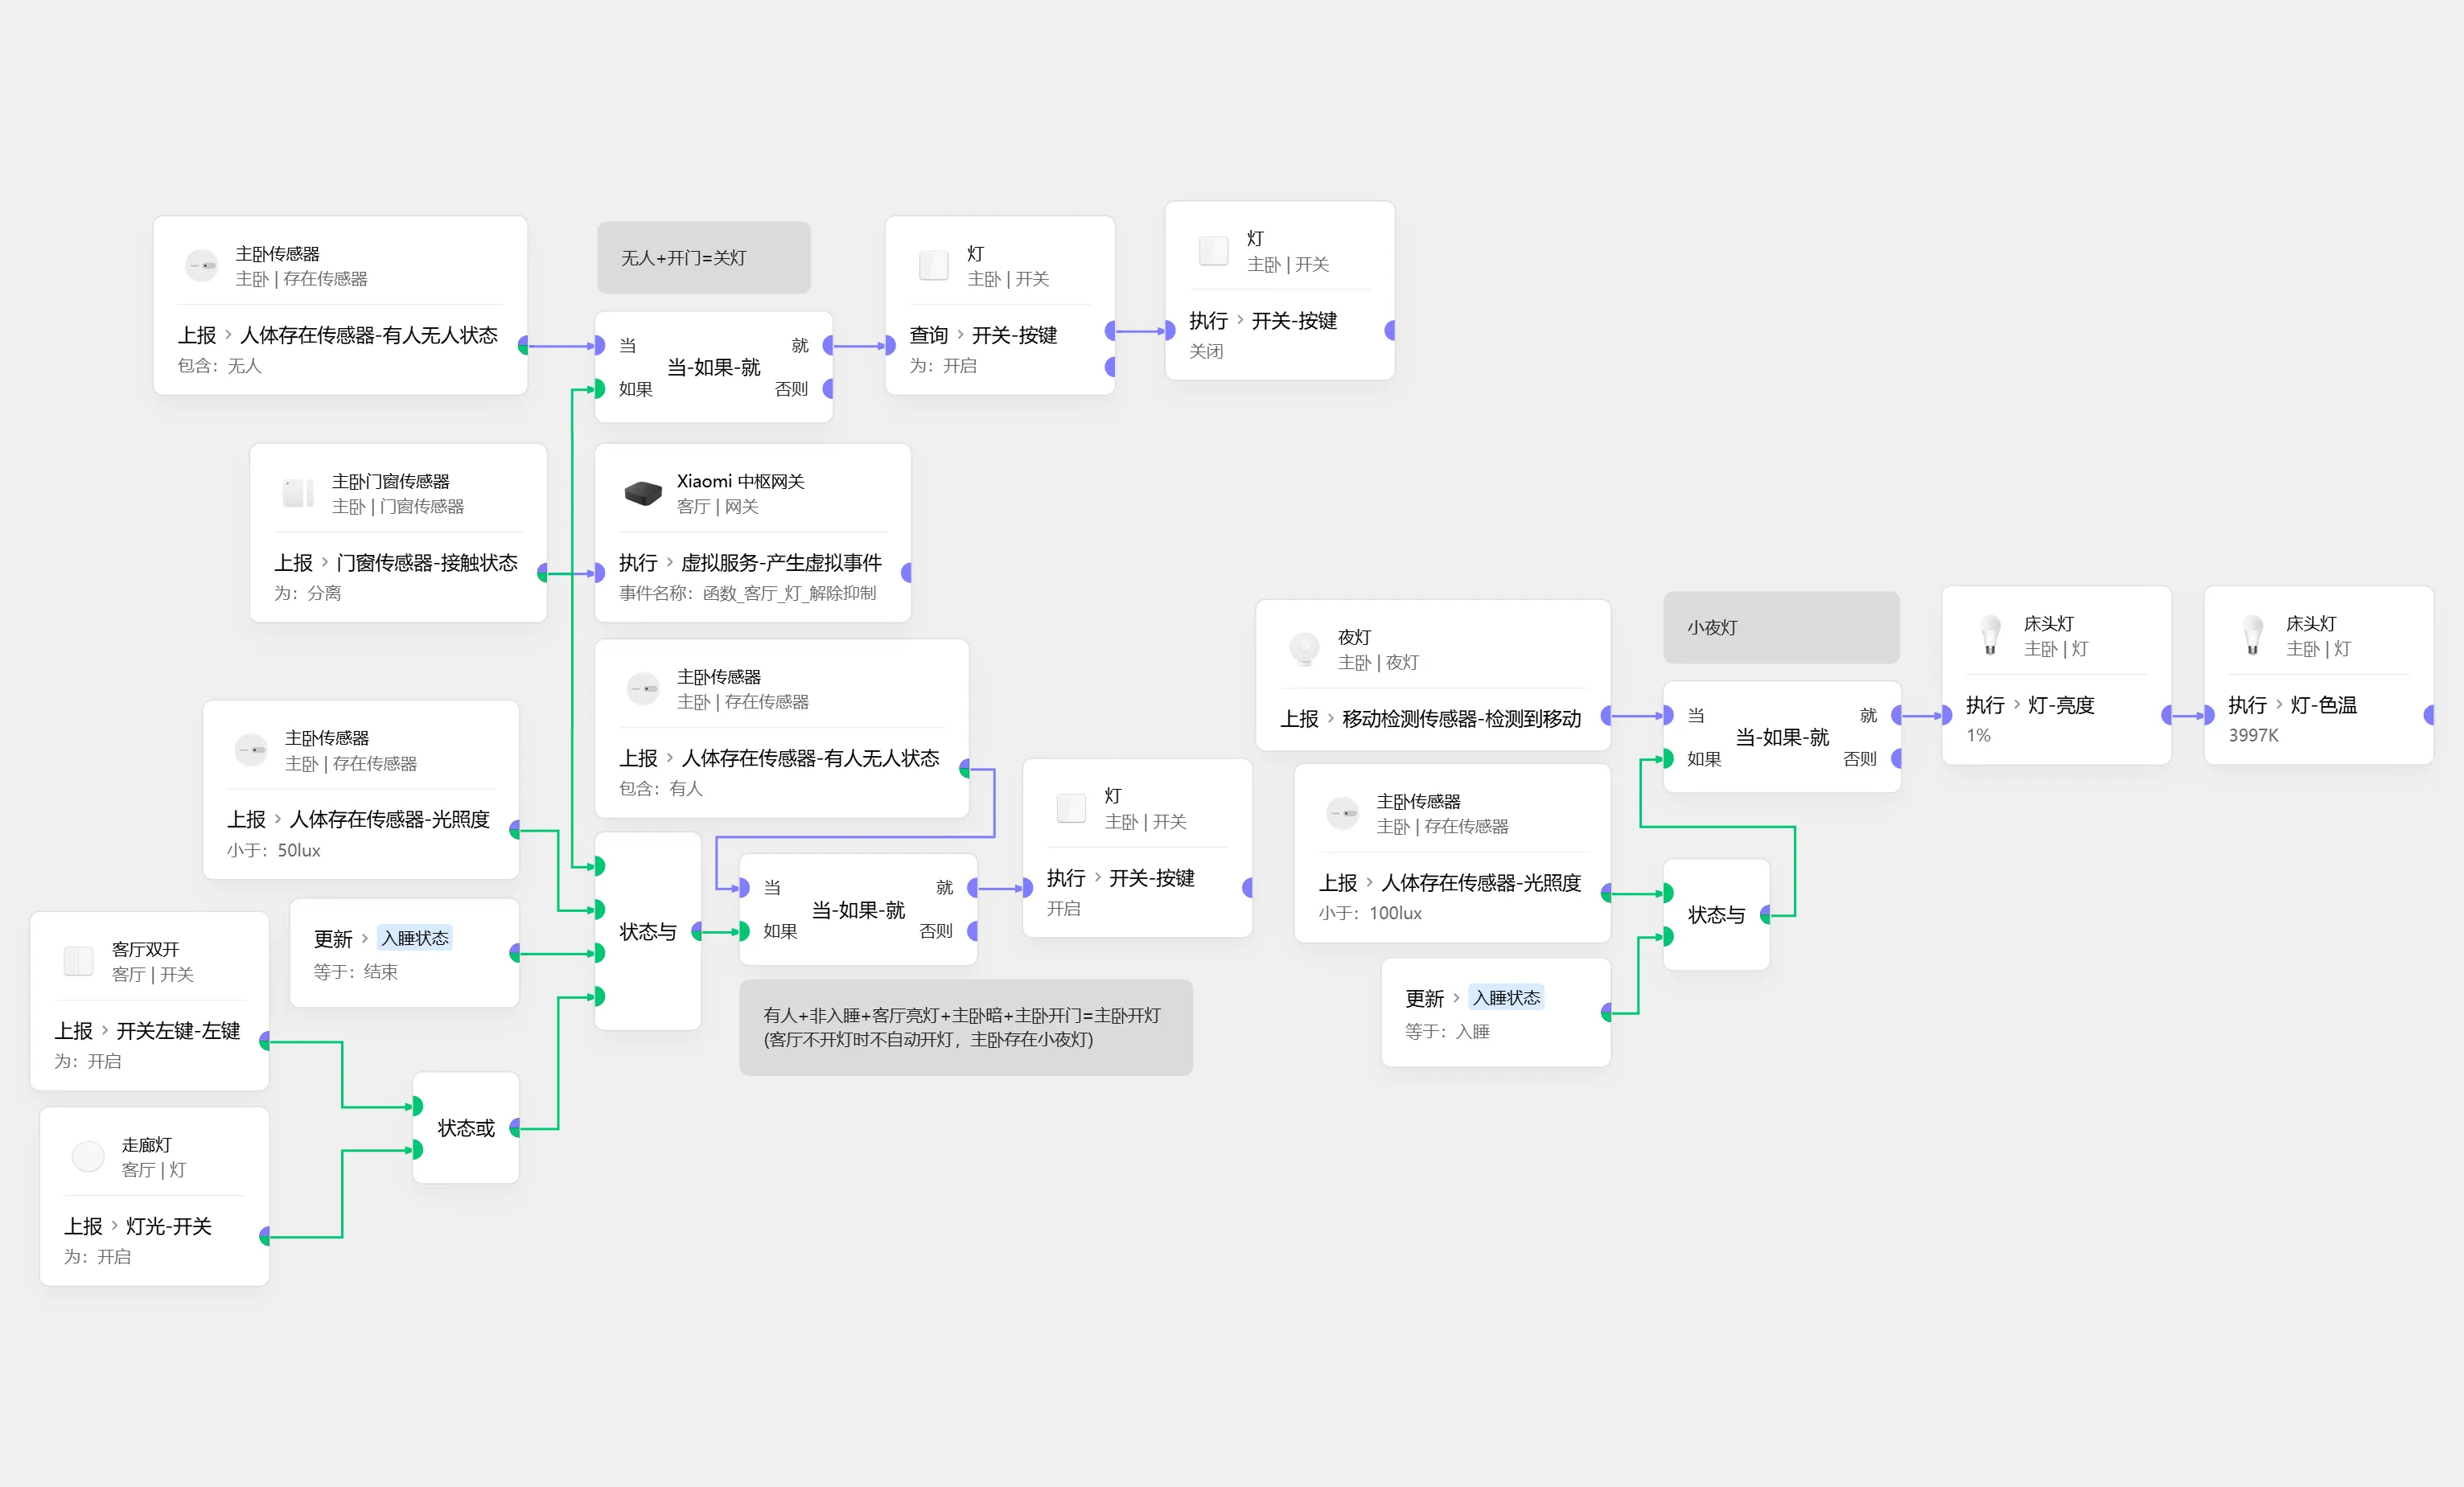 主卧传感器
主卧 | 存在传感器
上报 › 人体存在传感器-有人无人状态
包含：无人
无人+开门=关灯
当
就
当-如果-就
如果
否则
灯
主卧 | 开关
查询 › 开关-按键
为：开启
灯
主卧 | 开关
执行 › 开关-按键
关闭
主卧门窗传感器
主卧 | 门窗传感器
上报 › 门窗传感器-接触状态
为：分离
Xiaomi 中枢网关
客厅 | 网关
执行 › 虚拟服务-产生虚拟事件
事件名称：函数_客厅_灯_解除抑制
主卧传感器
主卧 | 存在传感器
上报 › 人体存在传感器-有人无人状态
包含：有人
主卧传感器
主卧 | 存在传感器
上报 › 人体存在传感器-光照度
小于：50lux
更新 › 入睡状态
等于：结束
客厅双开
客厅 | 开关
上报 › 开关左键-左键
为：开启
走廊灯
客厅 | 灯
上报 › 灯光-开关
为：开启
状态或
状态与
当
就
当-如果-就
如果
否则
灯
主卧 | 开关
执行 › 开关-按键
开启
有人+非入睡+客厅亮灯+主卧暗+主卧开门=主卧开灯
(客厅不开灯时不自动开灯，主卧存在小夜灯)
夜灯
主卧 | 夜灯
上报 › 移动检测传感器-检测到移动
主卧传感器
主卧 | 存在传感器
上报 › 人体存在传感器-光照度
小于：100lux
更新 › 入睡状态
等于：入睡
小夜灯
当
就
当-如果-就
如果
否则
状态与
床头灯
主卧 | 灯
执行 › 灯-亮度
1%
床头灯
主卧 | 灯
执行 › 灯-色温
3997K